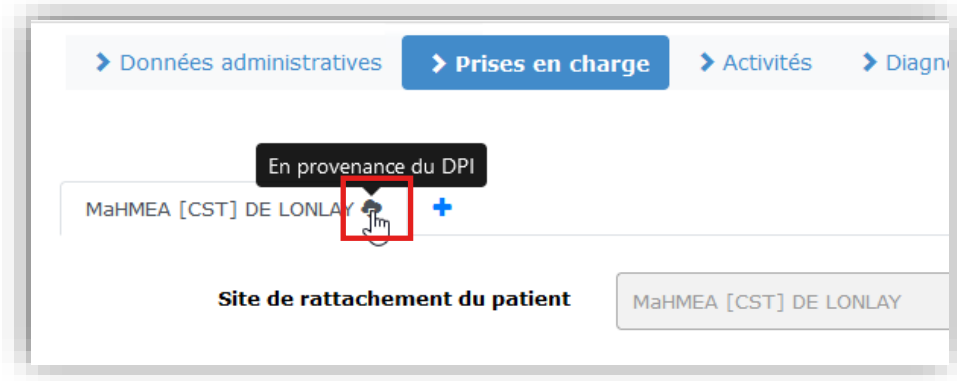 Données administratives Prises en charge Activités Diagn
En provenance du DPI
MaHMEA [CST] DE LONLAY
Site de rattachement du patient MaHMEA [CST] DE LONLAY